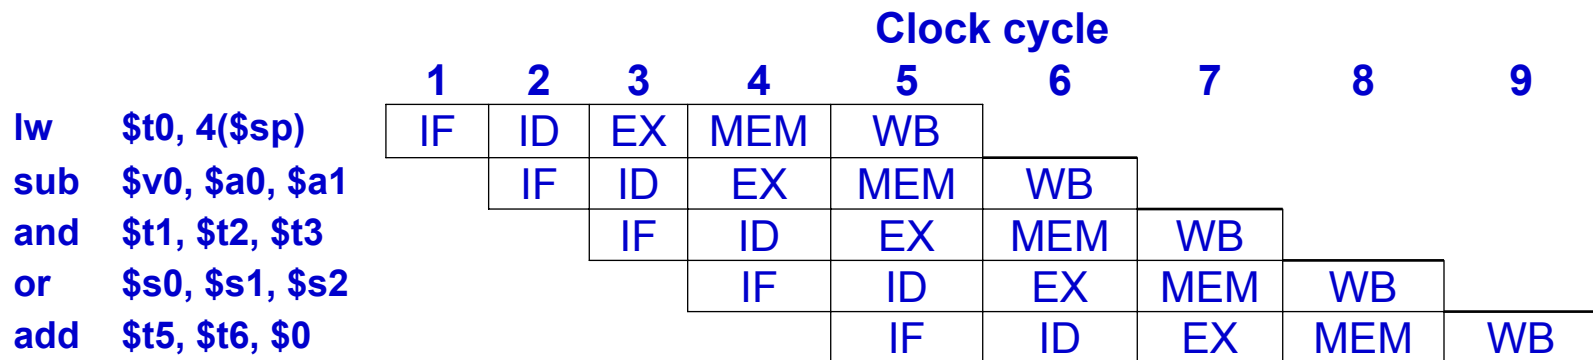 Clock cycle
1 2 3 4 5 6 7 8 9
lw $t0, 4($sp) IF ID EX MEM WB
sub $v0, $a0, $a1 IF ID EX MEM WB
and $t1, $t2, $t3 IF ID EX MEM WB
or $s0, $s1, $s2 IF ID EX MEM WB
add $t5, $t6, $0 IF ID EX MEM WB